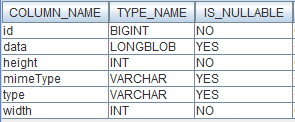 COLUMN_NAME TYPE_NAME IS_NULLABLE
id BIGINT NO
data LONGBLOB YES
height INT NO
mimeType VARCHAR YES
type VARCHAR YES
width INT NO